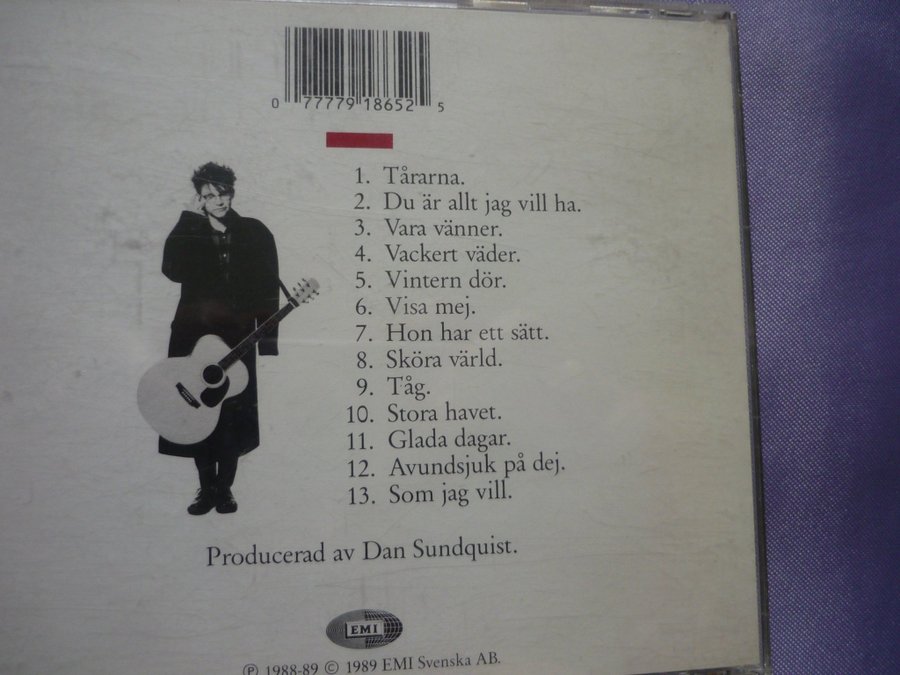 0 77779 18652 5
1. Tårarna.
2. Du är allt jag vill ha.
3. Vara vänner.
4. Vackert väder.
5. Vintern dör.
6. Visa mej.
7. Hon har ett sätt.
8. Sköra värld.
9. Tåg.
10. Stora havet.
11. Glada dagar.
12. Avundsjuk på dej.
13. Som jag vill.
Producerad av Dan Sundquist.
EMI
℗ 1988-89 © 1989 EMI Svenska AB.